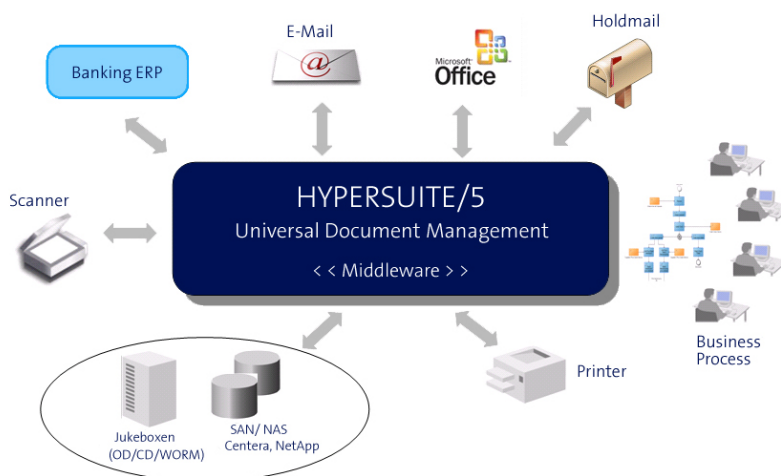 E-Mail
Holdmail
Banking ERP
Microsoft
Office
Scanner
HYPERSUITE/5
Universal Document Management
< < Middleware > >
Business
Process
Printer
Jukeboxen
(OD/CD/WORM)
SAN/ NAS
Centera, NetApp